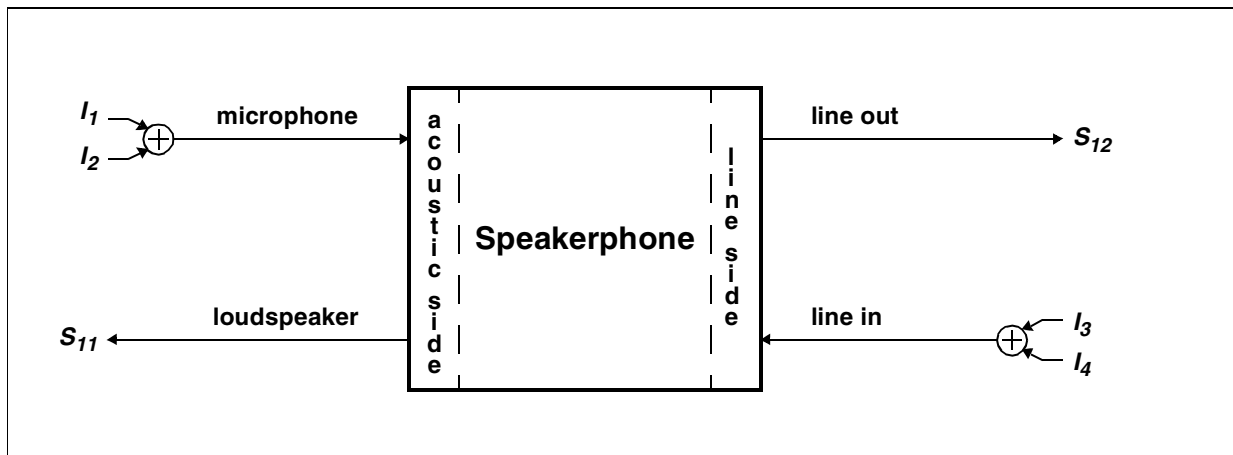 I1
I2
microphone
acoustic side
Speakerphone
line side
line out
S12
S11
loudspeaker
line in
I3
I4